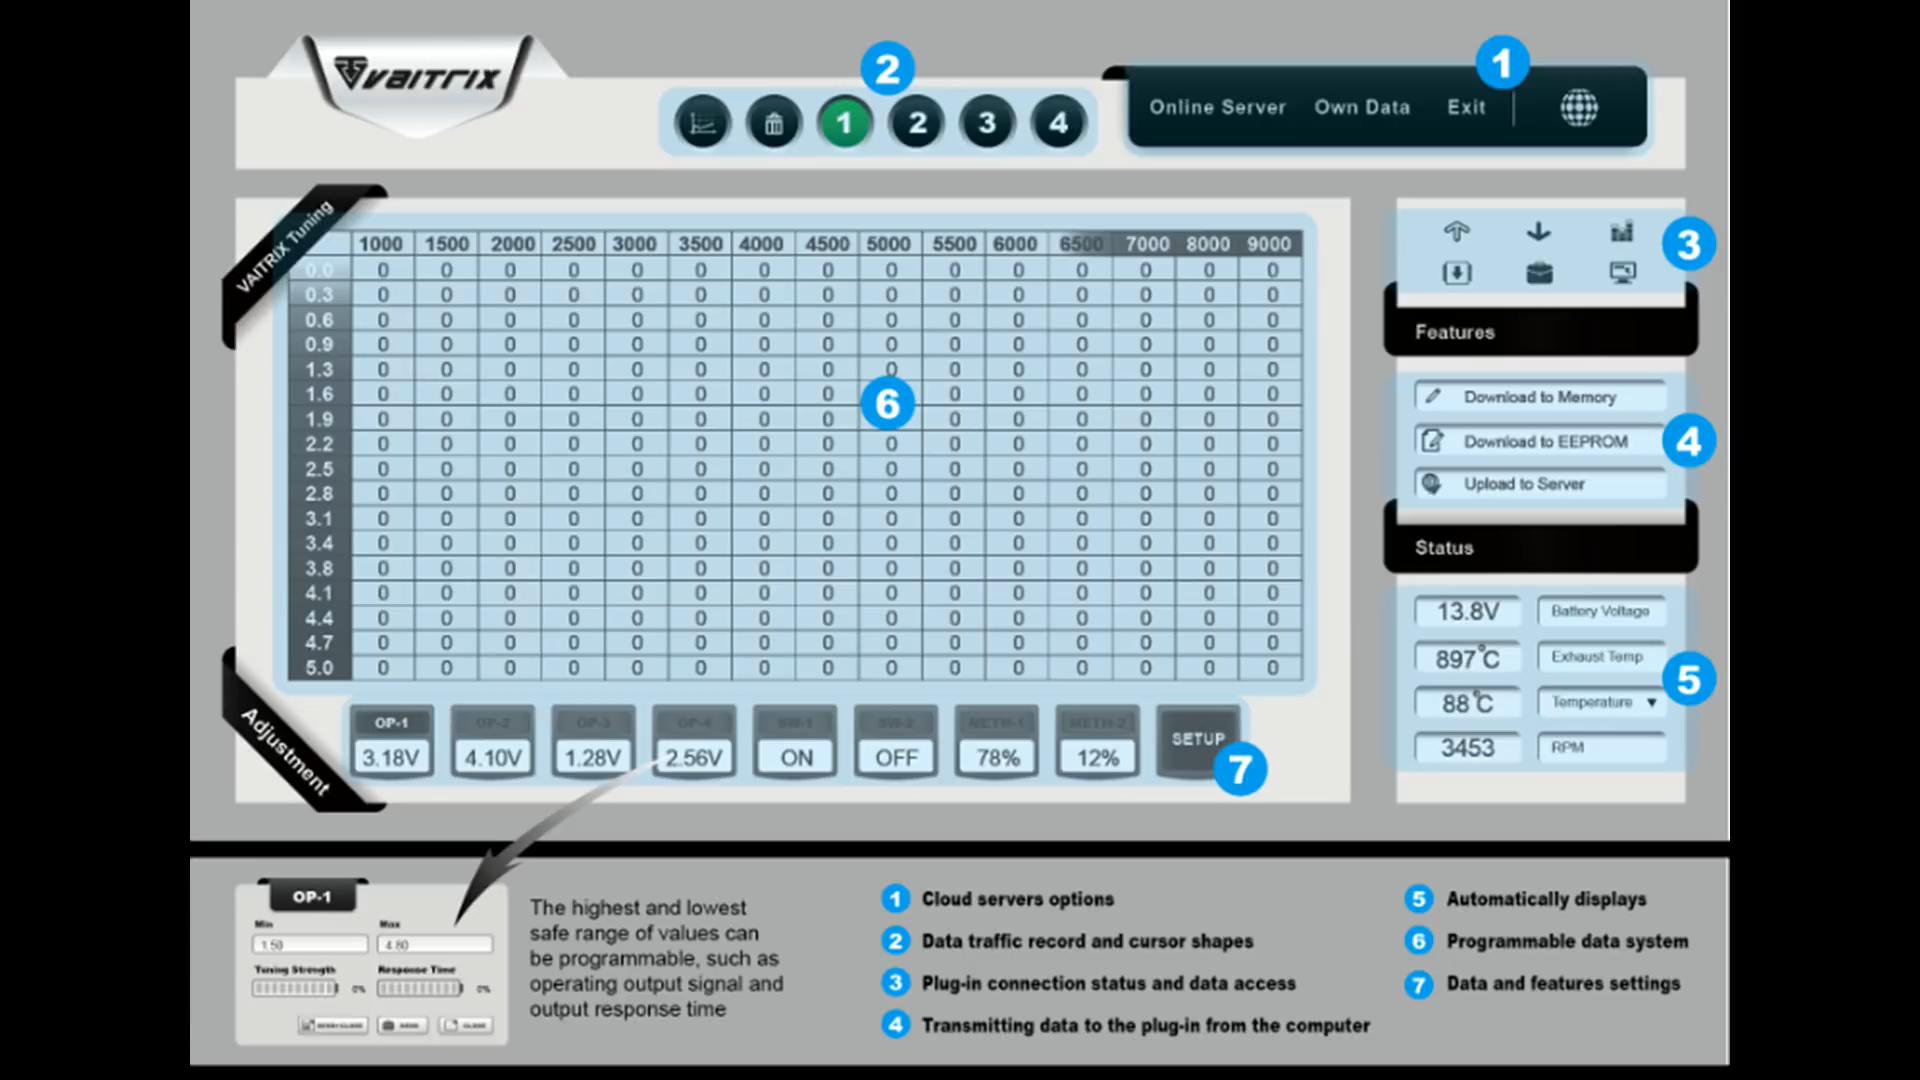 VAITRIX
2
1
1
2
3
4
Online Server Own Data Exit
VAITRIX Tuning
1000 1500 2000 2500 3000 3500 4000 4500 5000 5500 6000 6500 7000 8000 9000
0.0 0 0 0 0 0 0 0 0 0 0 0 0 0 0 0
0.3 0 0 0 0 0 0 0 0 0 0 0 0 0 0 0
0.6 0 0 0 0 0 0 0 0 0 0 0 0 0 0 0
0.9 0 0 0 0 0 0 0 0 0 0 0 0 0 0 0
1.3 0 0 0 0 0 0 0 0 0 0 0 0 0 0 0
1.6 0 0 0 0 0 0 0 0 6 0 0 0 0 0 0
1.9 0 0 0 0 0 0 0 0 0 0 0 0 0 0 0
2.2 0 0 0 0 0 0 0 0 0 0 0 0 0 0 0
2.5 0 0 0 0 0 0 0 0 0 0 0 0 0 0 0
2.8 0 0 0 0 0 0 0 0 0 0 0 0 0 0 0
3.1 0 0 0 0 0 0 0 0 0 0 0 0 0 0 0
3.4 0 0 0 0 0 0 0 0 0 0 0 0 0 0 0
3.8 0 0 0 0 0 0 0 0 0 0 0 0 0 0 0
4.1 0 0 0 0 0 0 0 0 0 0 0 0 0 0 0
4.4 0 0 0 0 0 0 0 0 0 0 0 0 0 0 0
4.7 0 0 0 0 0 0 0 0 0 0 0 0 0 0 0
5.0 0 0 0 0 0 0 0 0 0 0 0 0 0 0 0
3
Features
Download to Memory
Download to EEPROM
4
Upload to Server
Status
13.8V Battery Voltage
897°C Exhaust Temp
5
88°C Temperature ▼
3453 RPM
Adjustment
OP-1 OP-2 OP-3 OP-4 SW-1 SW-2 METH-1 METH-2 SETUP
3.18V 4.10V 1.28V 2.56V ON OFF 78% 12%
7
OP-1
Min Max
1.50 4.80
Tuning Strength Response Time
0% 0%
CLOSE
The highest and lowest
safe range of values can
be programmable, such as
operating output signal and
output response time
1 Cloud servers options
2 Data traffic record and cursor shapes
3 Plug-in connection status and data access
4 Transmitting data to the plug-in from the computer
5 Automatically displays
6 Programmable data system
7 Data and features settings